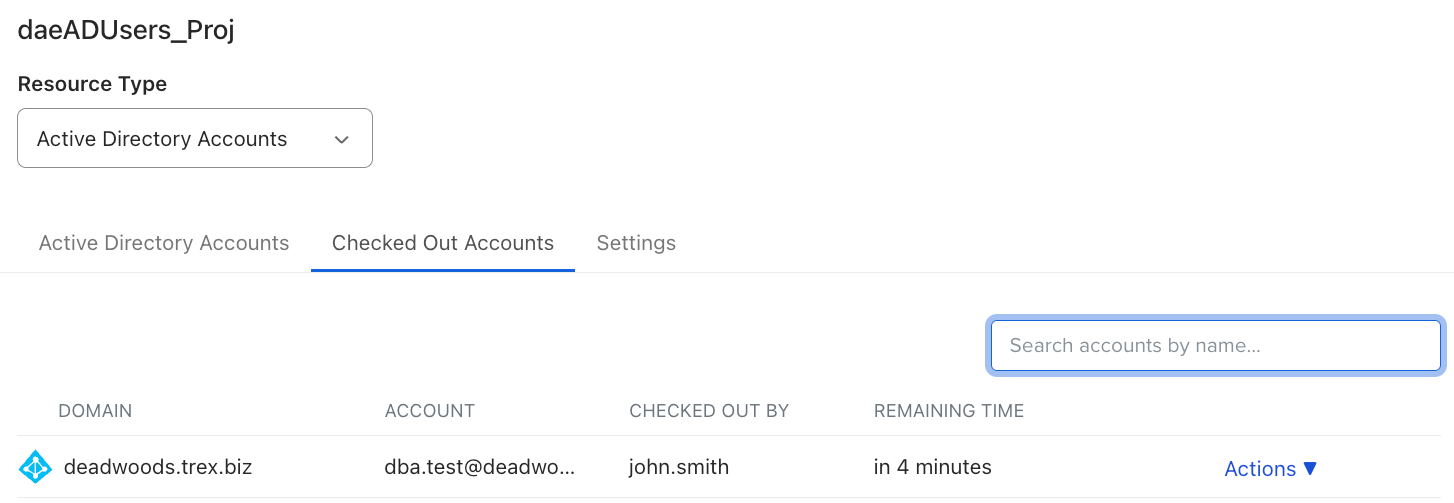 daeADUsers_Proj
Resource Type
Active Directory Accounts
Active Directory Accounts Checked Out Accounts Settings
Search accounts by name...
DOMAIN ACCOUNT CHECKED OUT BY REMAINING TIME
deadwoods.trex.biz dba.test@deadwo... john.smith in 4 minutes Actions ▼